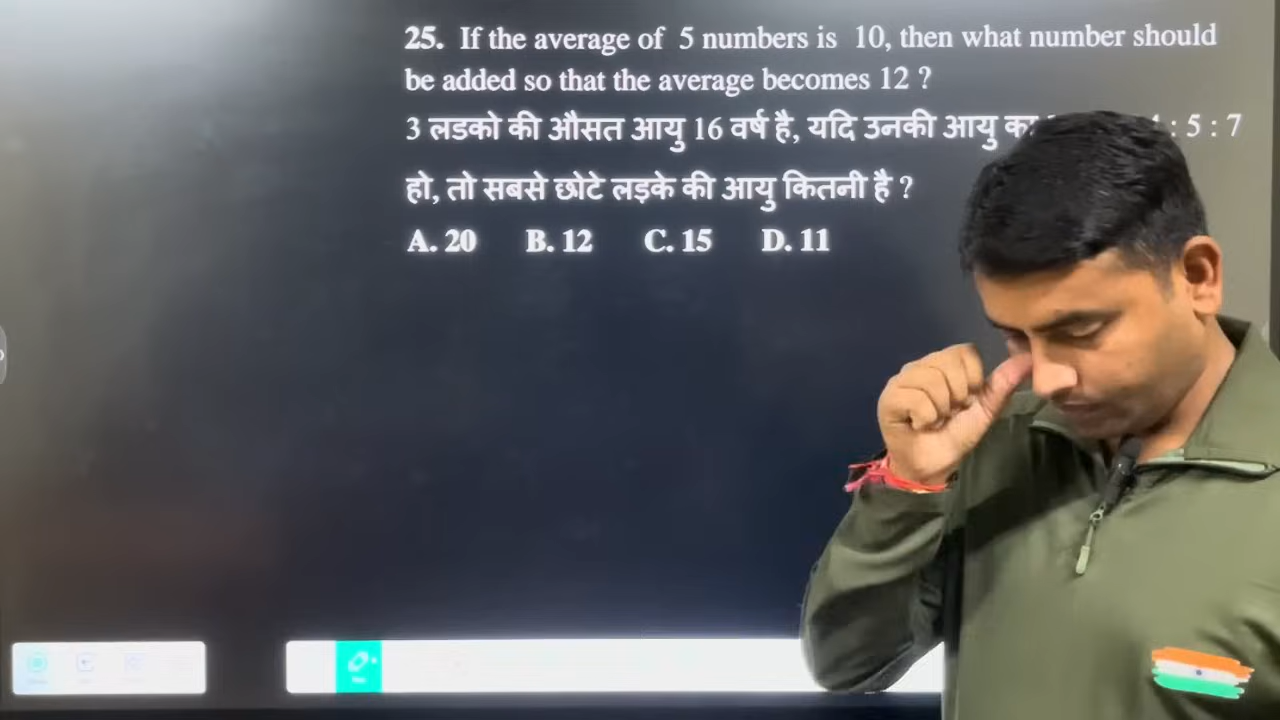 25. If the average of 5 numbers is 10, then what number should
be added so that the average becomes 12 ?
3 लडको की औसत आयु 16 वर्ष है, यदि उनकी आयु का : 5 : 7
हो, तो सबसे छोटे लड़के की आयु कितनी है ?
A. 20 B. 12 C. 15 D. 11